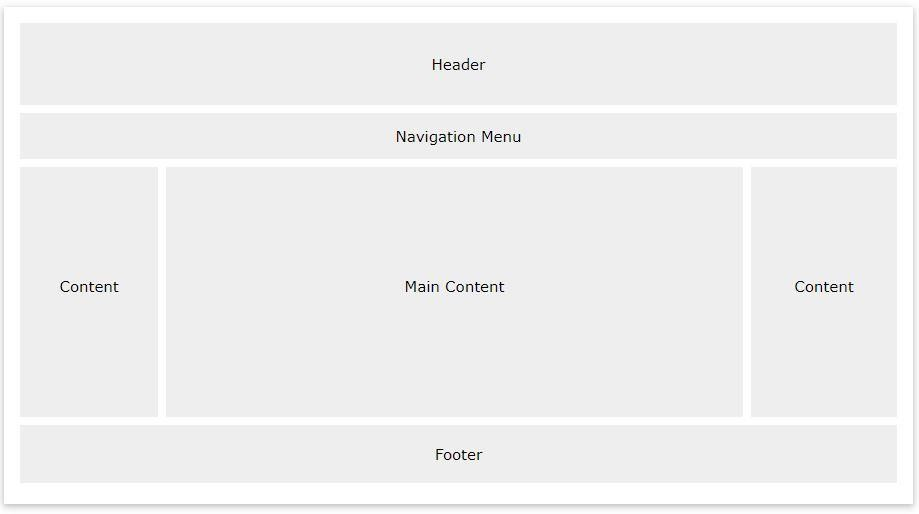 Header
Navigation Menu
Content
Main Content
Content
Footer